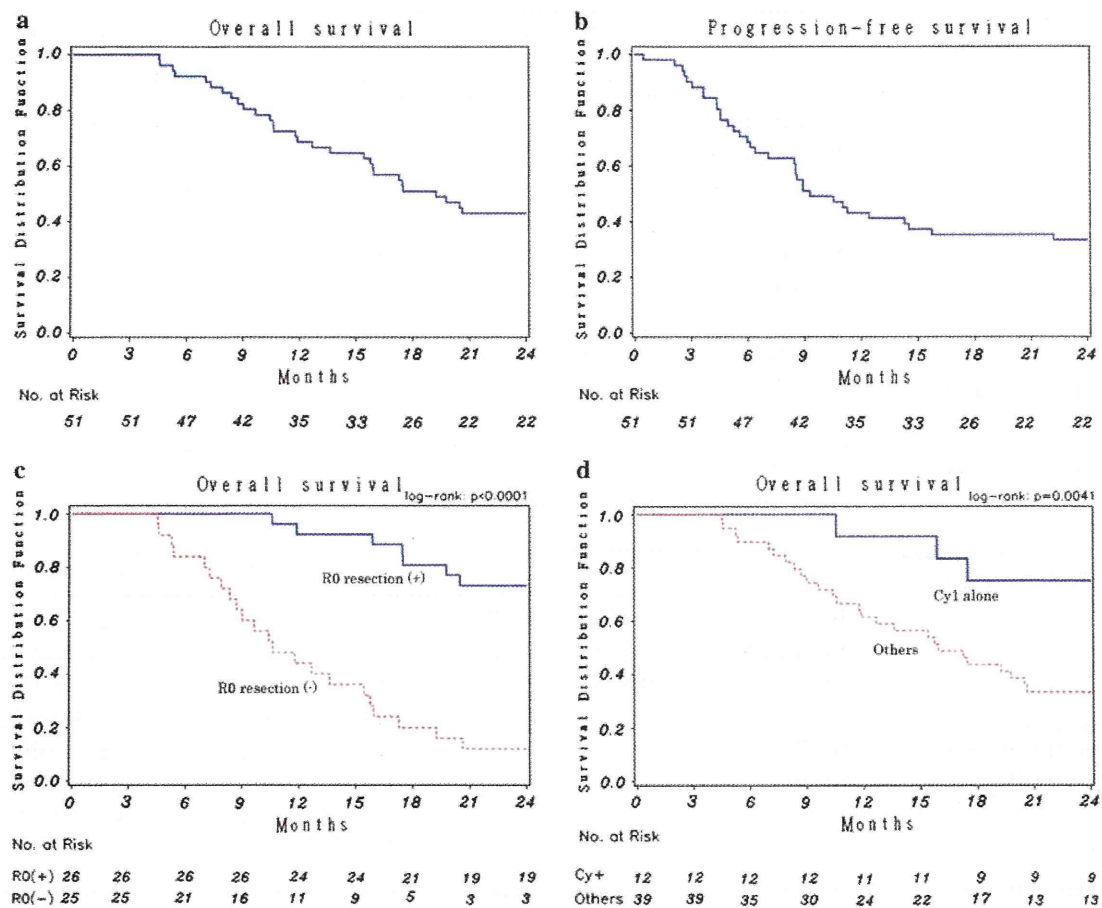 a
Overall survival
Survival Distribution Function
1.0
0.8
0.6
0.4
0.2
0.0
0 3 6 9 12 15 18 21 24
Months
No. at Risk
51 51 47 42 35 33 26 22 22
b
Progression-free survival
Survival Distribution Function
1.0
0.8
0.6
0.4
0.2
0.0
0 3 6 9 12 15 18 21 24
Months
No. at Risk
51 51 47 42 35 33 26 22 22
c
Overall survival
log-rank: p<0.0001
Survival Distribution Function
1.0
0.8
0.6
0.4
0.2
0.0
R0 resection (+)
R0 resection (-)
0 3 6 9 12 15 18 21 24
Months
No. at Risk
R0(+) 26 26 26 26 24 24 21 19 19
R0(-) 25 25 21 16 11 9 5 3 3
d
Overall survival
log-rank: p=0.0041
Survival Distribution Function
1.0
0.8
0.6
0.4
0.2
0.0
Cy1 alone
Others
0 3 6 9 12 15 18 21 24
Months
No. at Risk
Cy+ 12 12 12 12 11 11 9 9 9
Others 39 39 35 30 24 22 17 13 13